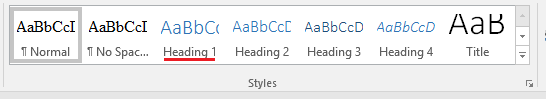 AaBbCcI AaBbCcI AaBbCc AaBbCcD AaBbCcD AaBbCcD AaB
¶ Normal ¶ No Spac... Heading 1 Heading 2 Heading 3 Heading 4 Title
Styles